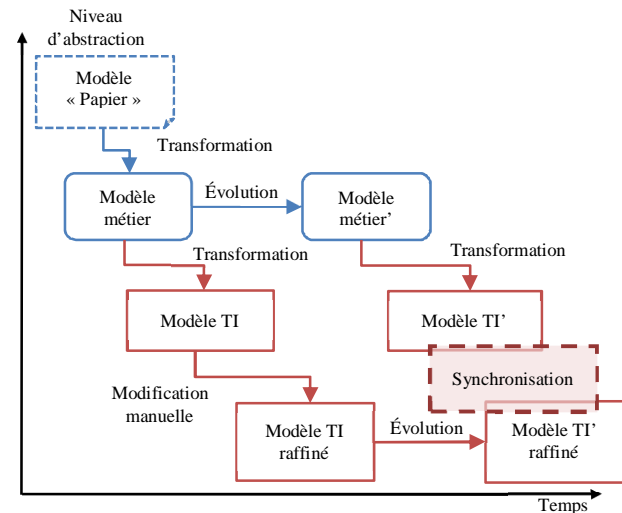 Niveau
d’abstraction
Modèle
« Papier »
Transformation
Modèle
métier
Évolution
Modèle
métier’
Transformation
Transformation
Modèle TI
Modèle TI’
Modification
manuelle
Synchronisation
Modèle TI
raffiné
Évolution
Modèle TI’
raffiné
Temps